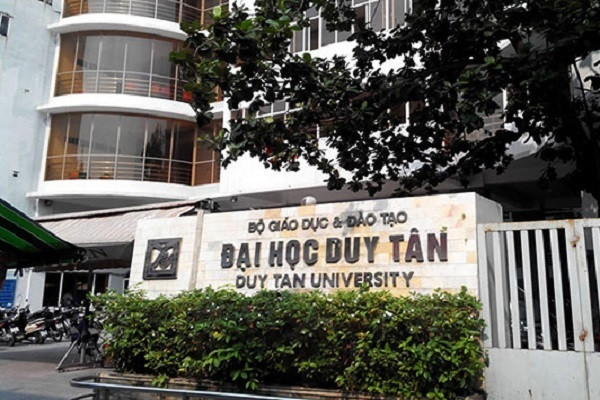 BỘ GIÁO DỤC & ĐÀO TẠO
ĐẠI HỌC DUY TÂN
DUY TAN UNIVERSITY